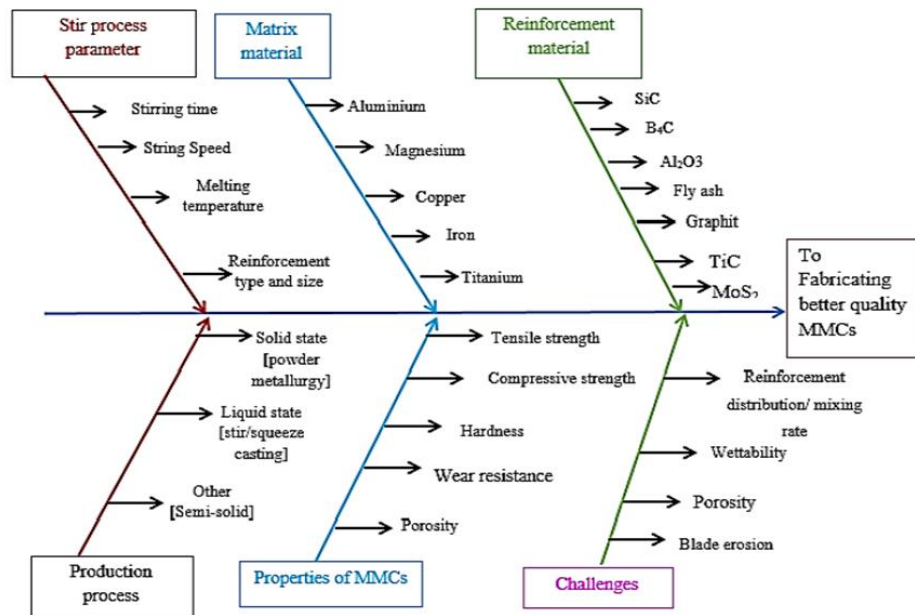 Stir process
parameter
Matrix
material
Reinforcement
material
Stirring time
String Speed
Melting
temperature
Reinforcement
type and size
Aluminium
Magnesium
Copper
Iron
Titanium
SiC
B₄C
Al₂O3
Fly ash
Graphit
TiC
MoS₂
To
Fabricating
better quality
MMCs
Solid state
[powder
metallurgy]
Liquid state
[stir/squeeze
casting]
Other
[Semi-solid]
Tensile strength
Compressive strength
Hardness
Wear resistance
Porosity
Reinforcement
distribution/ mixing
rate
Wettability
Porosity
Blade erosion
Production
process
Properties of MMCs
Challenges